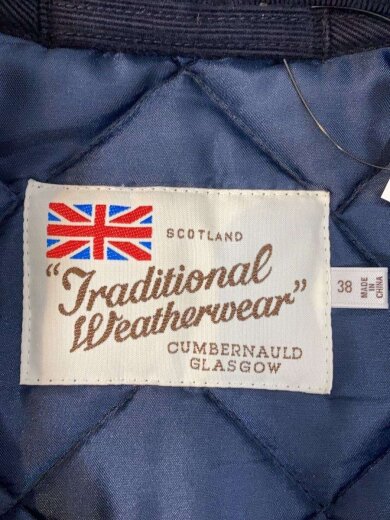 SCOTLAND
"Traditional
Weatherwear"
CUMBERNAULD
GLASGOW
38
MADE IN
CHINA